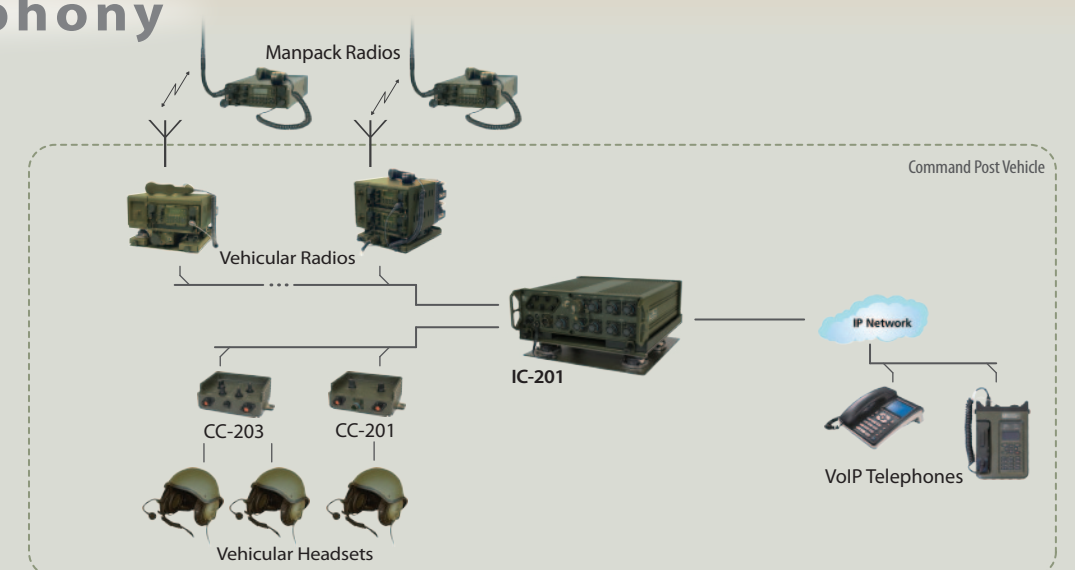 phony
Manpack Radios
Command Post Vehicle
Vehicular Radios
IP Network
IC-201
CC-203
CC-201
VoIP Telephones
Vehicular Headsets